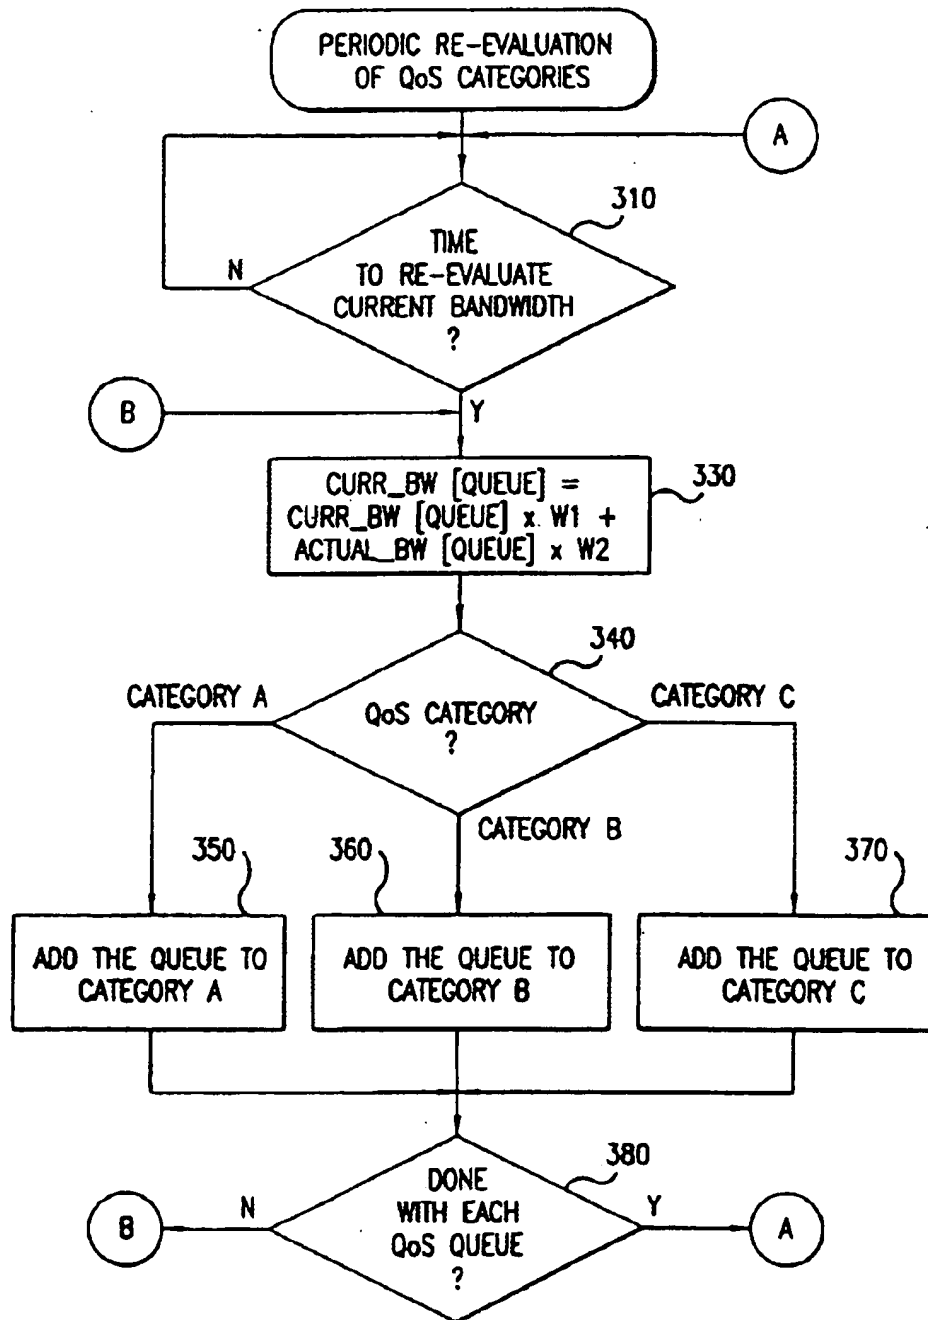 PERIODIC RE-EVALUATION
OF QoS CATEGORIES
A
310
TIME
TO RE-EVALUATE
CURRENT BANDWIDTH
?
N
B
Y
CURR_BW [QUEUE] =
CURR_BW [QUEUE] x W1 +
ACTUAL_BW [QUEUE] x W2
330
340
CATEGORY A
QoS CATEGORY
?
CATEGORY C
CATEGORY B
350
360
370
ADD THE QUEUE TO
CATEGORY A
ADD THE QUEUE TO
CATEGORY B
ADD THE QUEUE TO
CATEGORY C
380
DONE
WITH EACH
QoS QUEUE
?
B
N
Y
A